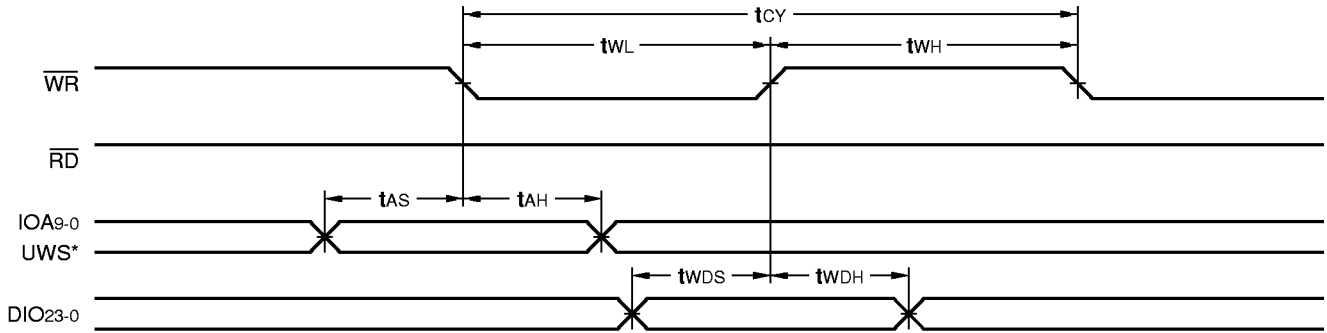 tCY
tWL tWH
WR
RD
tAS tAH
IOA9-0
UWS*
tWDS tWDH
DIO23-0